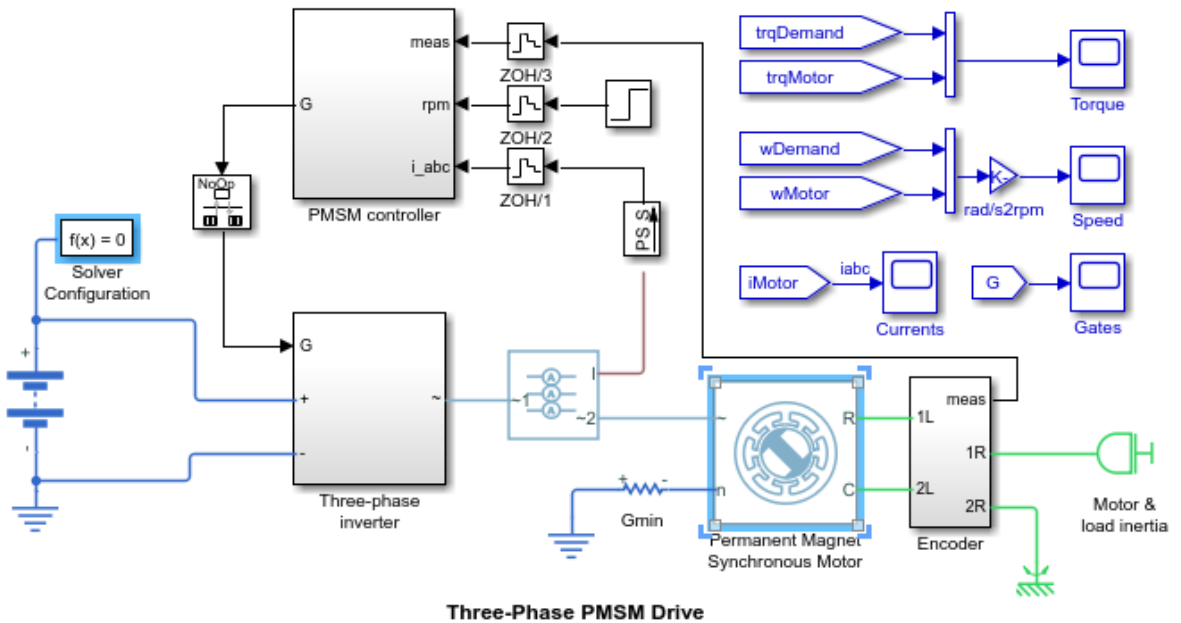 meas
ZOH/3
rpm
ZOH/2
i_abc
ZOH/1
G
PMSM controller
NoOp
trqDemand
trqMotor
Torque
wDemand
wMotor
K-
rad/s2rpm
Speed
iMotor
iabc
Currents
G
Gates
f(x) = 0
Solver
Configuration
PS S
+
-
G
+
-
~
Three-phase
inverter
~1
A
A
A
I
~2
+
-
Gmin
~
n
R
C
Permanent Magnet
Synchronous Motor
meas
1L
1R
2L
2R
Encoder
Motor &
load inertia
Three-Phase PMSM Drive